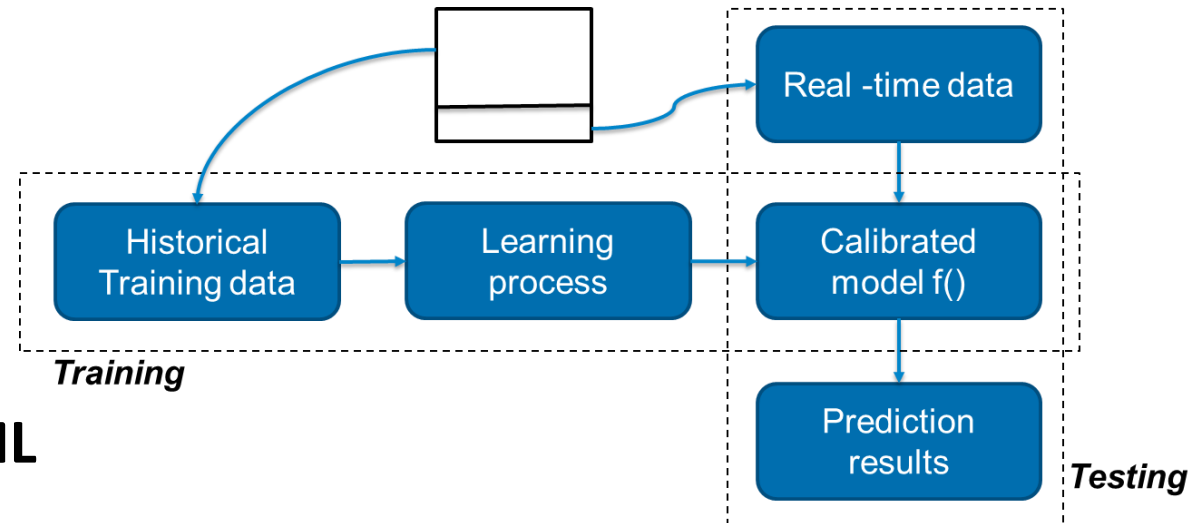 Real -time data
Historical
Training data
Learning
process
Calibrated
model f()
Training
Prediction
results
Testing